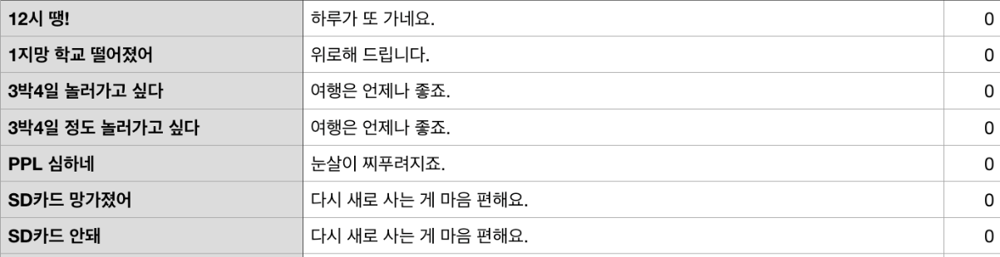 12시 땡! 하루가 또 가네요. 0
1지망 학교 떨어졌어 위로해 드립니다. 0
3박4일 놀러가고 싶다 여행은 언제나 좋죠. 0
3박4일 정도 놀러가고 싶다 여행은 언제나 좋죠. 0
PPL 심하네 눈살이 찌푸려지죠. 0
SD카드 망가졌어 다시 새로 사는 게 마음 편해요. 0
SD카드 안돼 다시 새로 사는 게 마음 편해요. 0